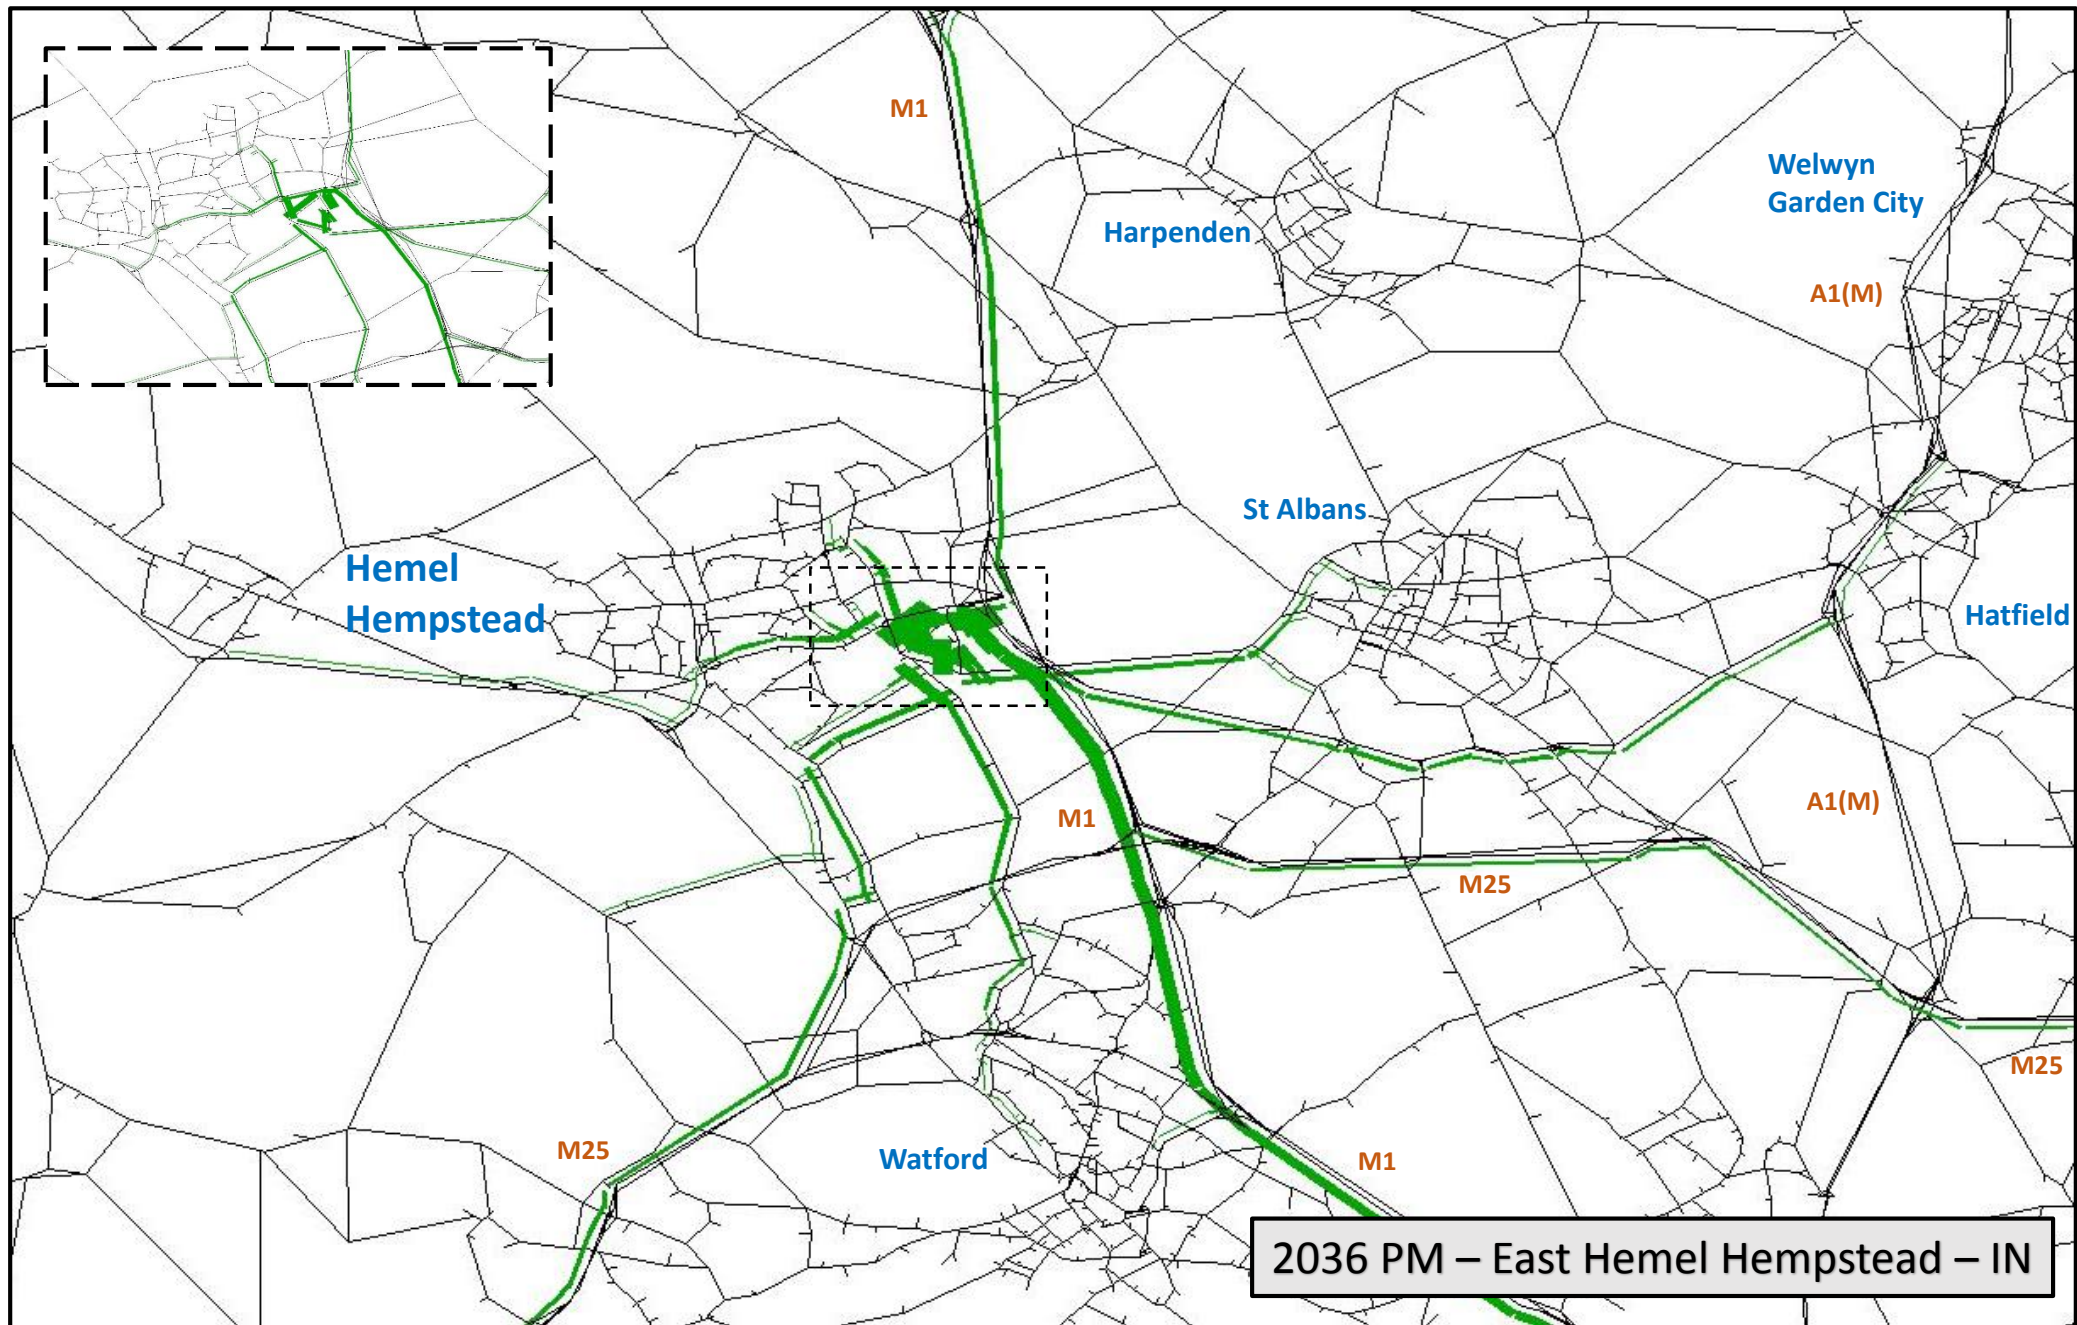 M1
Welwyn
Garden City
Harpenden
A1(M)
St Albans
Hemel
Hempstead
Hatfield
M1
A1(M)
M25
M25
M25
Watford
M1
2036 PM – East Hemel Hempstead – IN